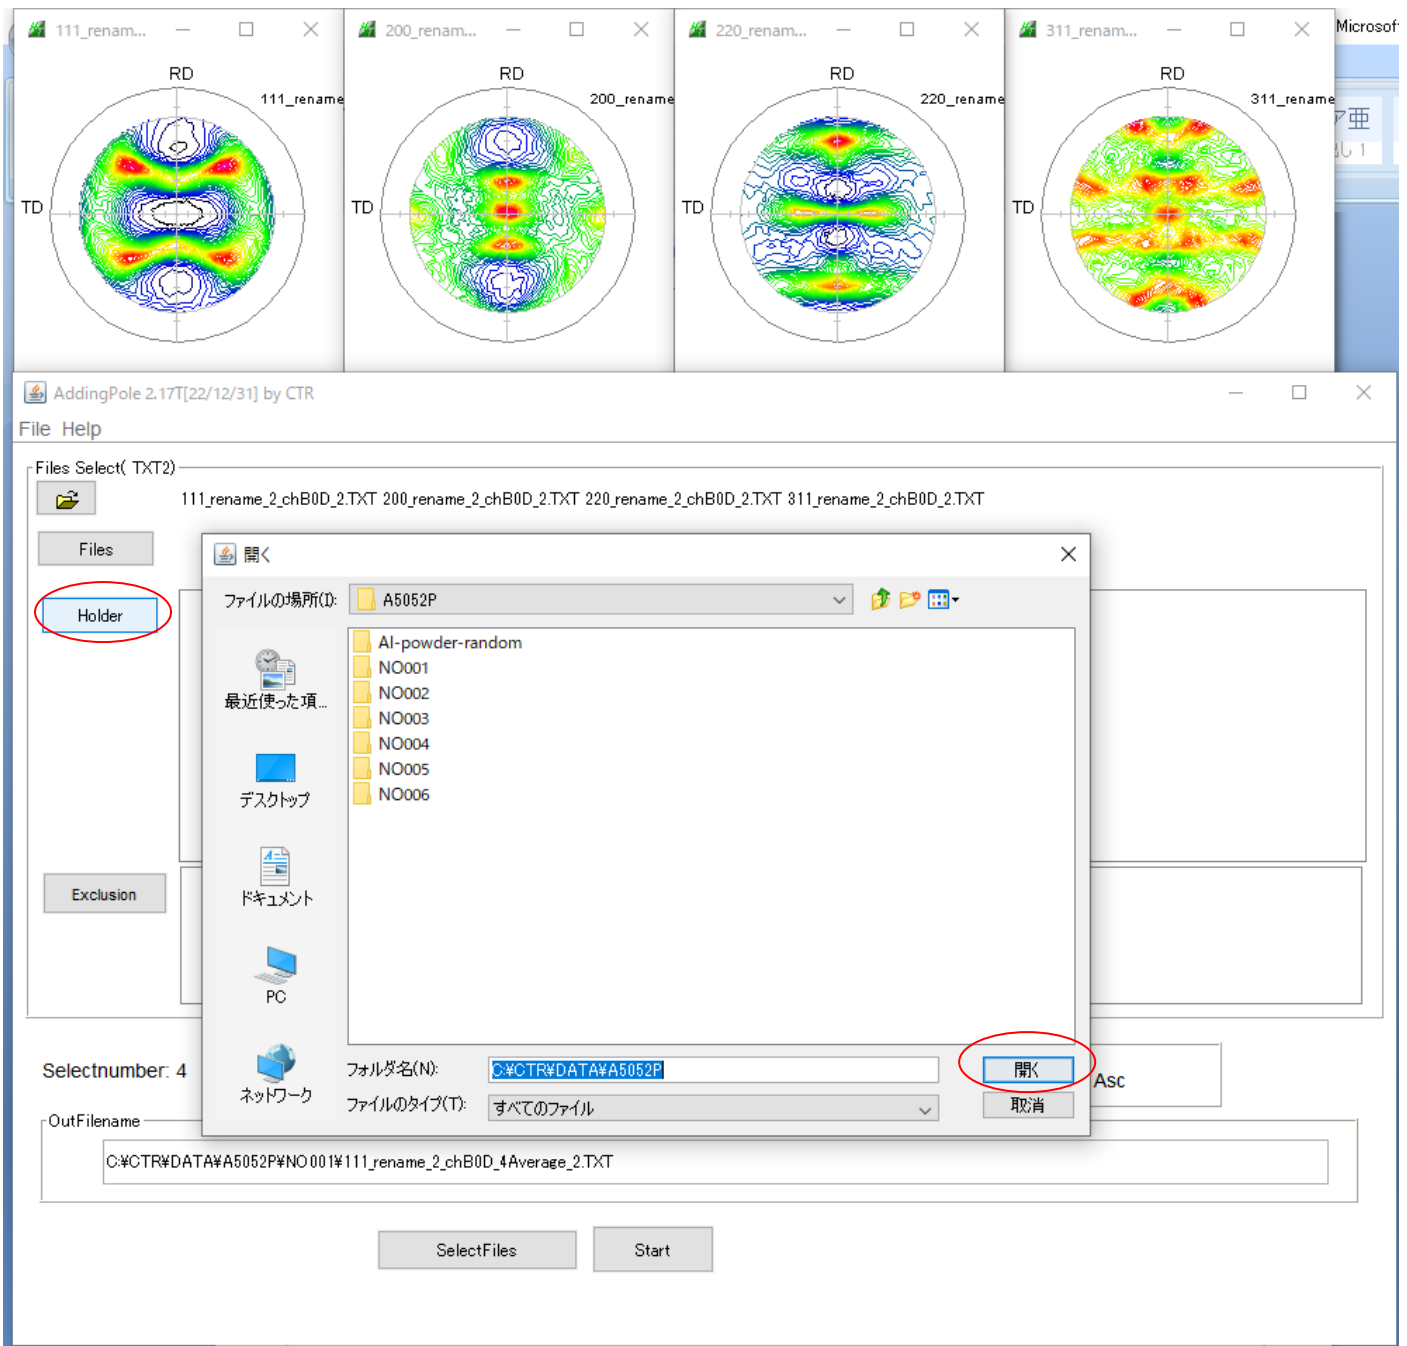 111_renam...
200_renam...
220_renam...
311_renam...
Microsof
RD
111_rename
TD
RD
200_rename
TD
RD
220_rename
TD
RD
311_rename
TD
ア亜
出し 1
AddingPole 2.17T[22/12/31] by CTR
File Help
Files Select( TXT2)
111_rename_2_chB0D_2.TXT 200_rename_2_chB0D_2.TXT 220_rename_2_chB0D_2.TXT 311_rename_2_chB0D_2.TXT
Files
Holder
Exclusion
開く
ファイルの場所(I):
A5052P
最近使った項...
デスクトップ
ドキュメント
PC
ネットワーク
Al-powder-random
NO001
NO002
NO003
NO004
NO005
NO006
フォルダ名(N):
C:¥CTR¥DATA¥A5052P
開く
ファイルのタイプ(T):
すべてのファイル
取消
Selectnumber: 4
Asc
OutFilename
C:¥CTR¥DATA¥A5052P¥NO001¥111_rename_2_chB0D_4Average_2.TXT
SelectFiles
Start